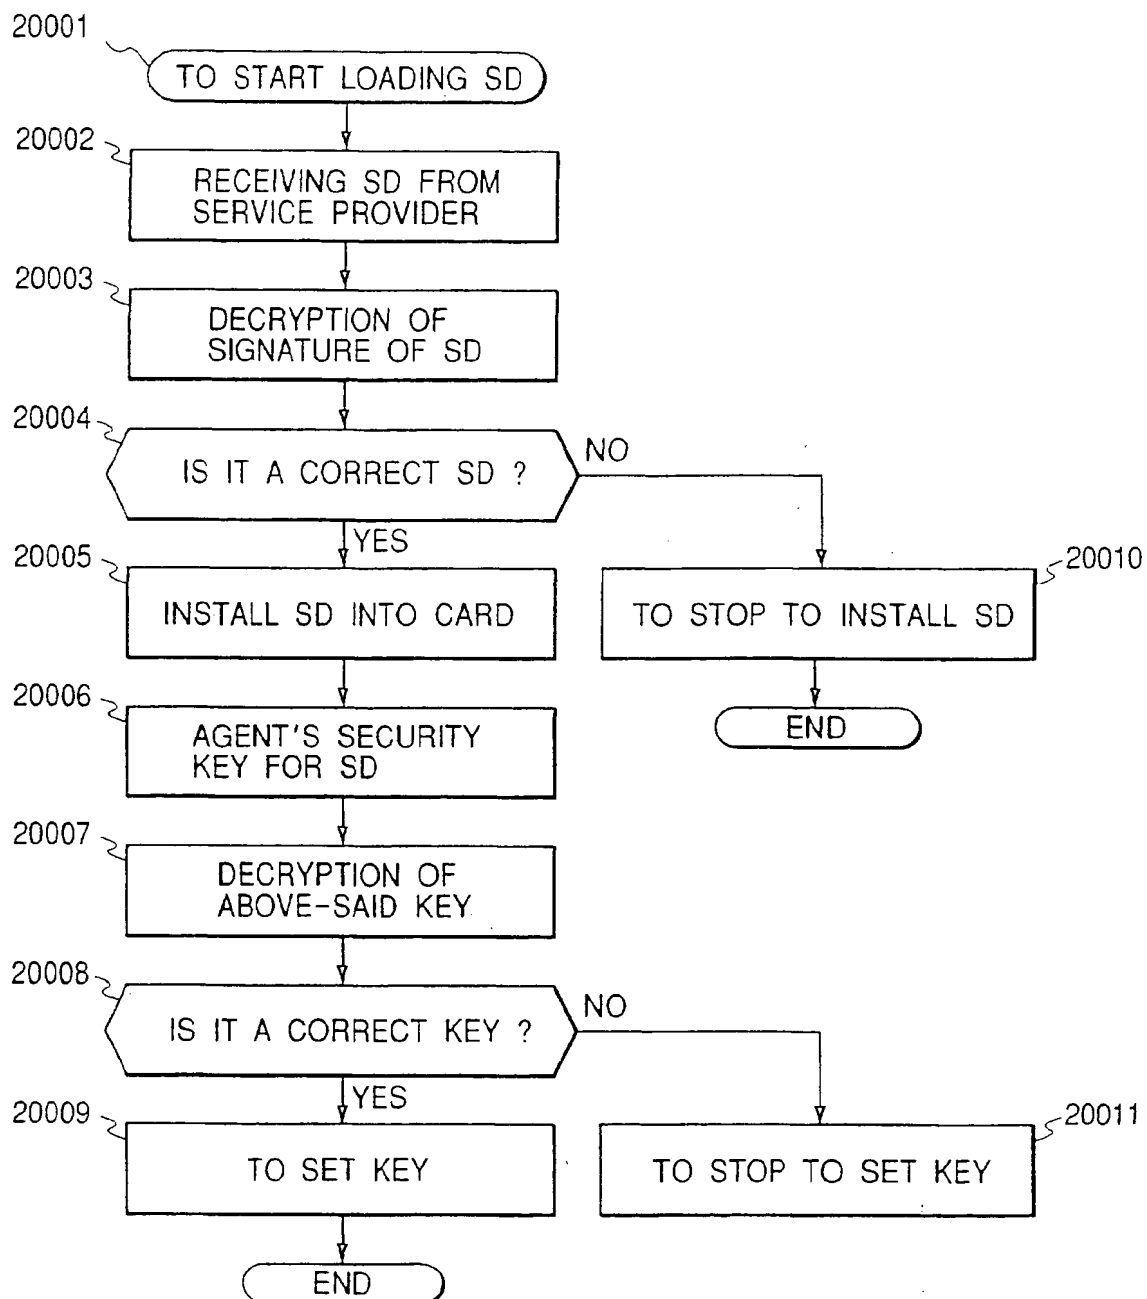 20001
TO START LOADING SD
20002
RECEIVING SD FROM
SERVICE PROVIDER
20003
DECRYPTION OF
SIGNATURE OF SD
20004
IS IT A CORRECT SD ?
NO
YES
20005
INSTALL SD INTO CARD
20010
TO STOP TO INSTALL SD
END
20006
AGENT'S SECURITY
KEY FOR SD
20007
DECRYPTION OF
ABOVE-SAID KEY
20008
IS IT A CORRECT KEY ?
NO
YES
20009
TO SET KEY
20011
TO STOP TO SET KEY
END